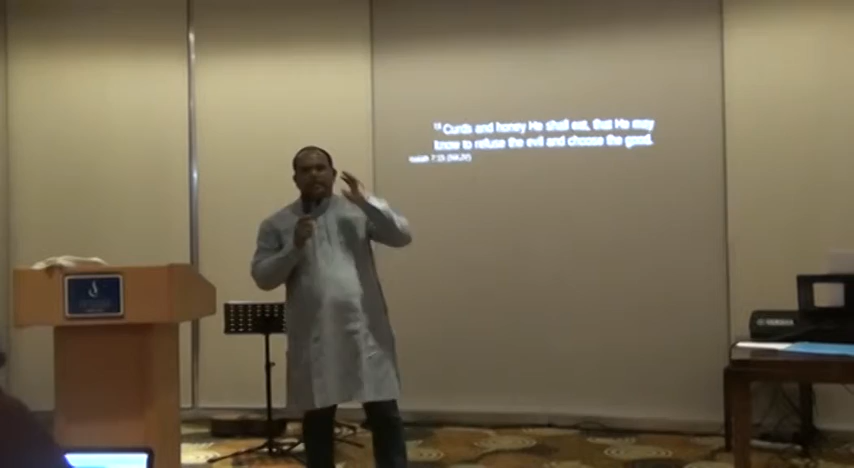 15 Curds and honey He shall eat, that He may
know to refuse the evil and choose the good.
Isaiah 7:15 (NKJV)
YAMAHA